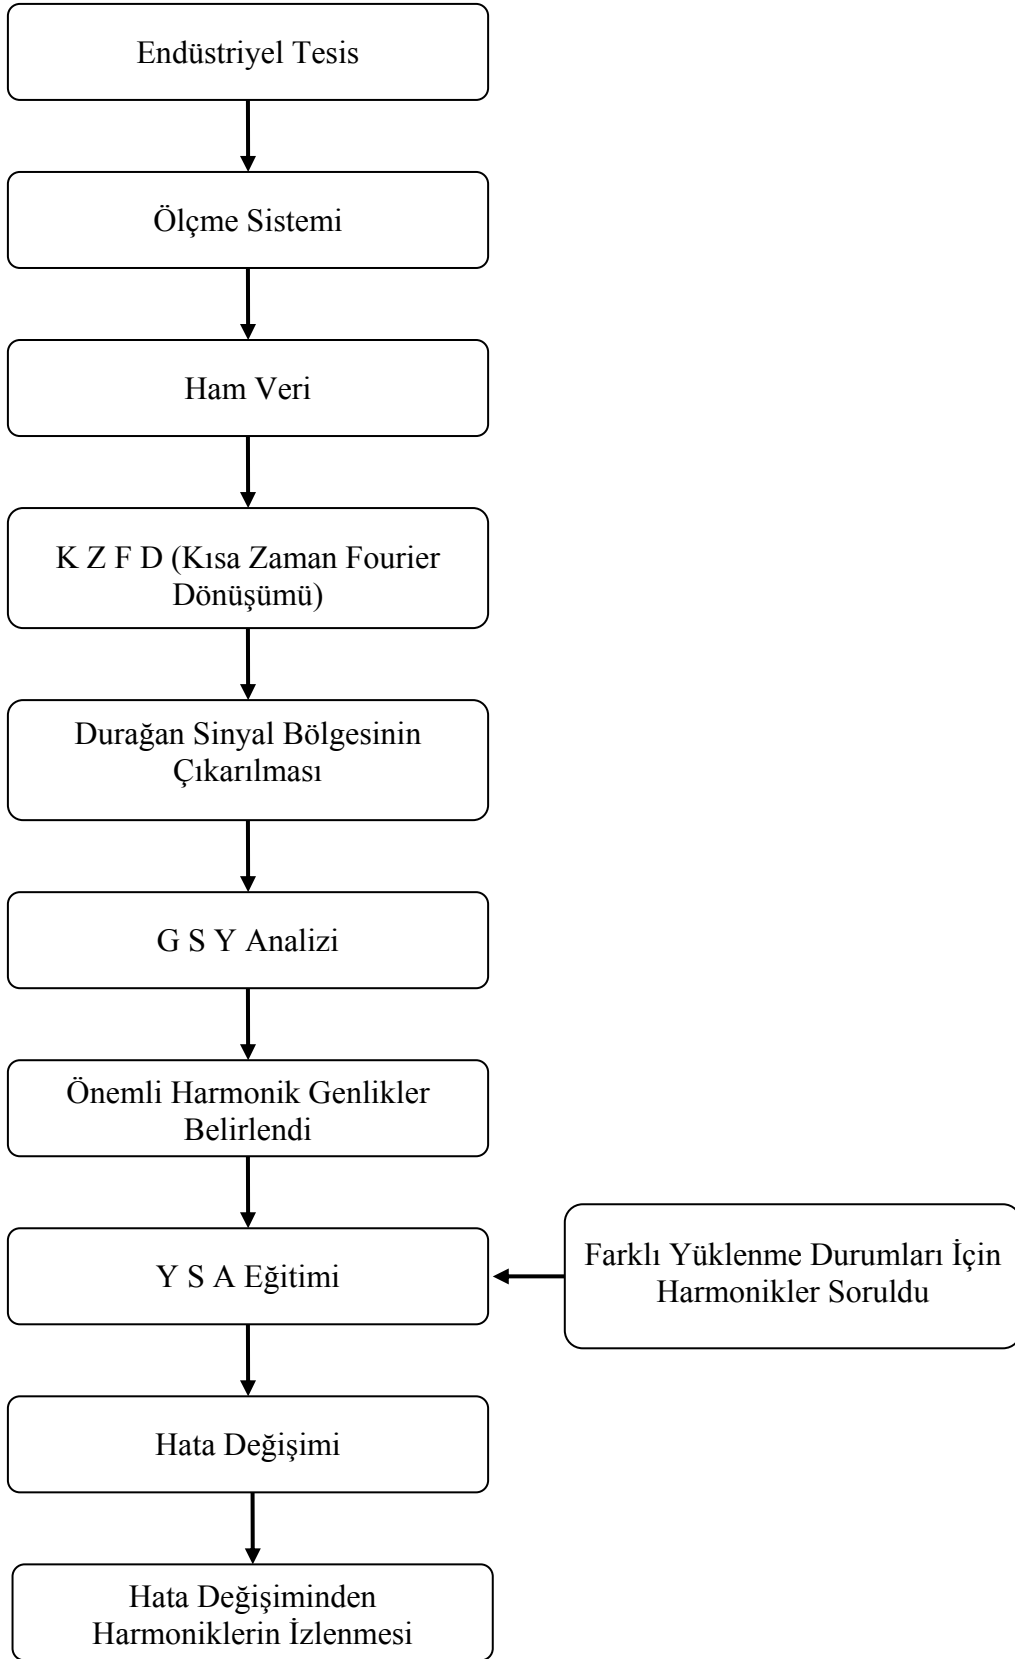 Endüstriyel Tesis
Ölçme Sistemi
Ham Veri
K Z F D (Kısa Zaman Fourier
Dönüşümü)
Durağan Sinyal Bölgesinin
Çıkarılması
G S Y Analizi
Önemli Harmonik Genlikler
Belirlendi
Y S A Eğitimi
Farklı Yüklenme Durumları İçin
Harmonikler Soruldu
Hata Değişimi
Hata Değişiminden
Harmoniklerin İzlenmesi